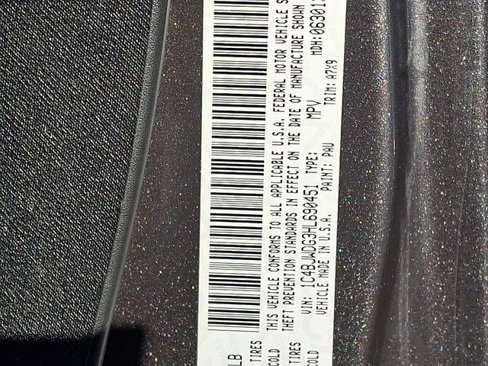 LB
TIRES
COLD
THIS VEHICLE CONFORMS TO ALL APPLICABLE U.S.A. FEDERAL MOTOR VEHICLE S
THEFT PREVENTION STANDARDS IN EFFECT ON THE DATE OF MANUFACTURE SHOWN
TIRES
COLD
VIN: 1C4BJWDG3HL690451 TYPE: MPV MDH:06301
VEHICLE MADE IN U.S.A. PAINT: PAU TRIM: A7X9